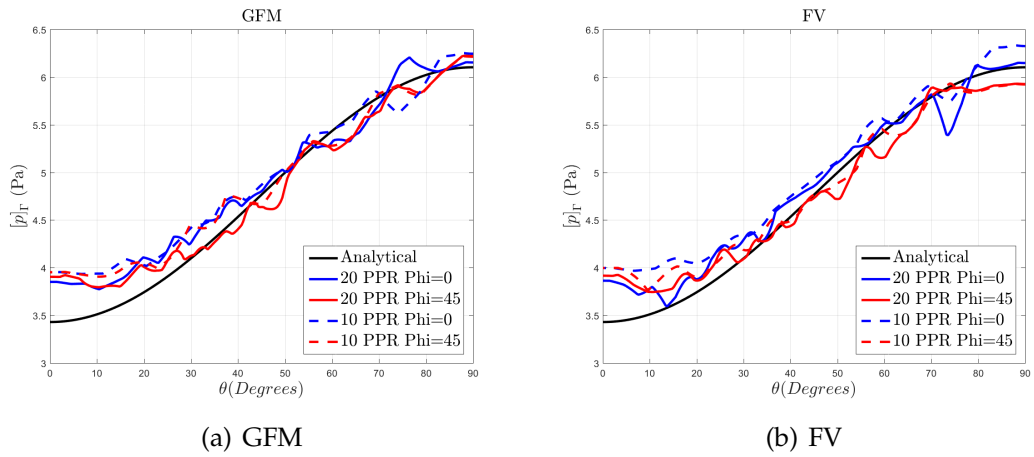 GFM
6.5
6
5.5
5
4.5
4
3.5
3
[p]Γ (Pa)
0 10 20 30 40 50 60 70 80 90
θ(Degrees)
Analytical
20 PPR Phi=0
20 PPR Phi=45
10 PPR Phi=0
10 PPR Phi=45
(a) GFM
FV
6.5
6
5.5
5
4.5
4
3.5
3
[p]Γ (Pa)
0 10 20 30 40 50 60 70 80 90
θ(Degrees)
Analytical
20 PPR Phi=0
20 PPR Phi=45
10 PPR Phi=0
10 PPR Phi=45
(b) FV